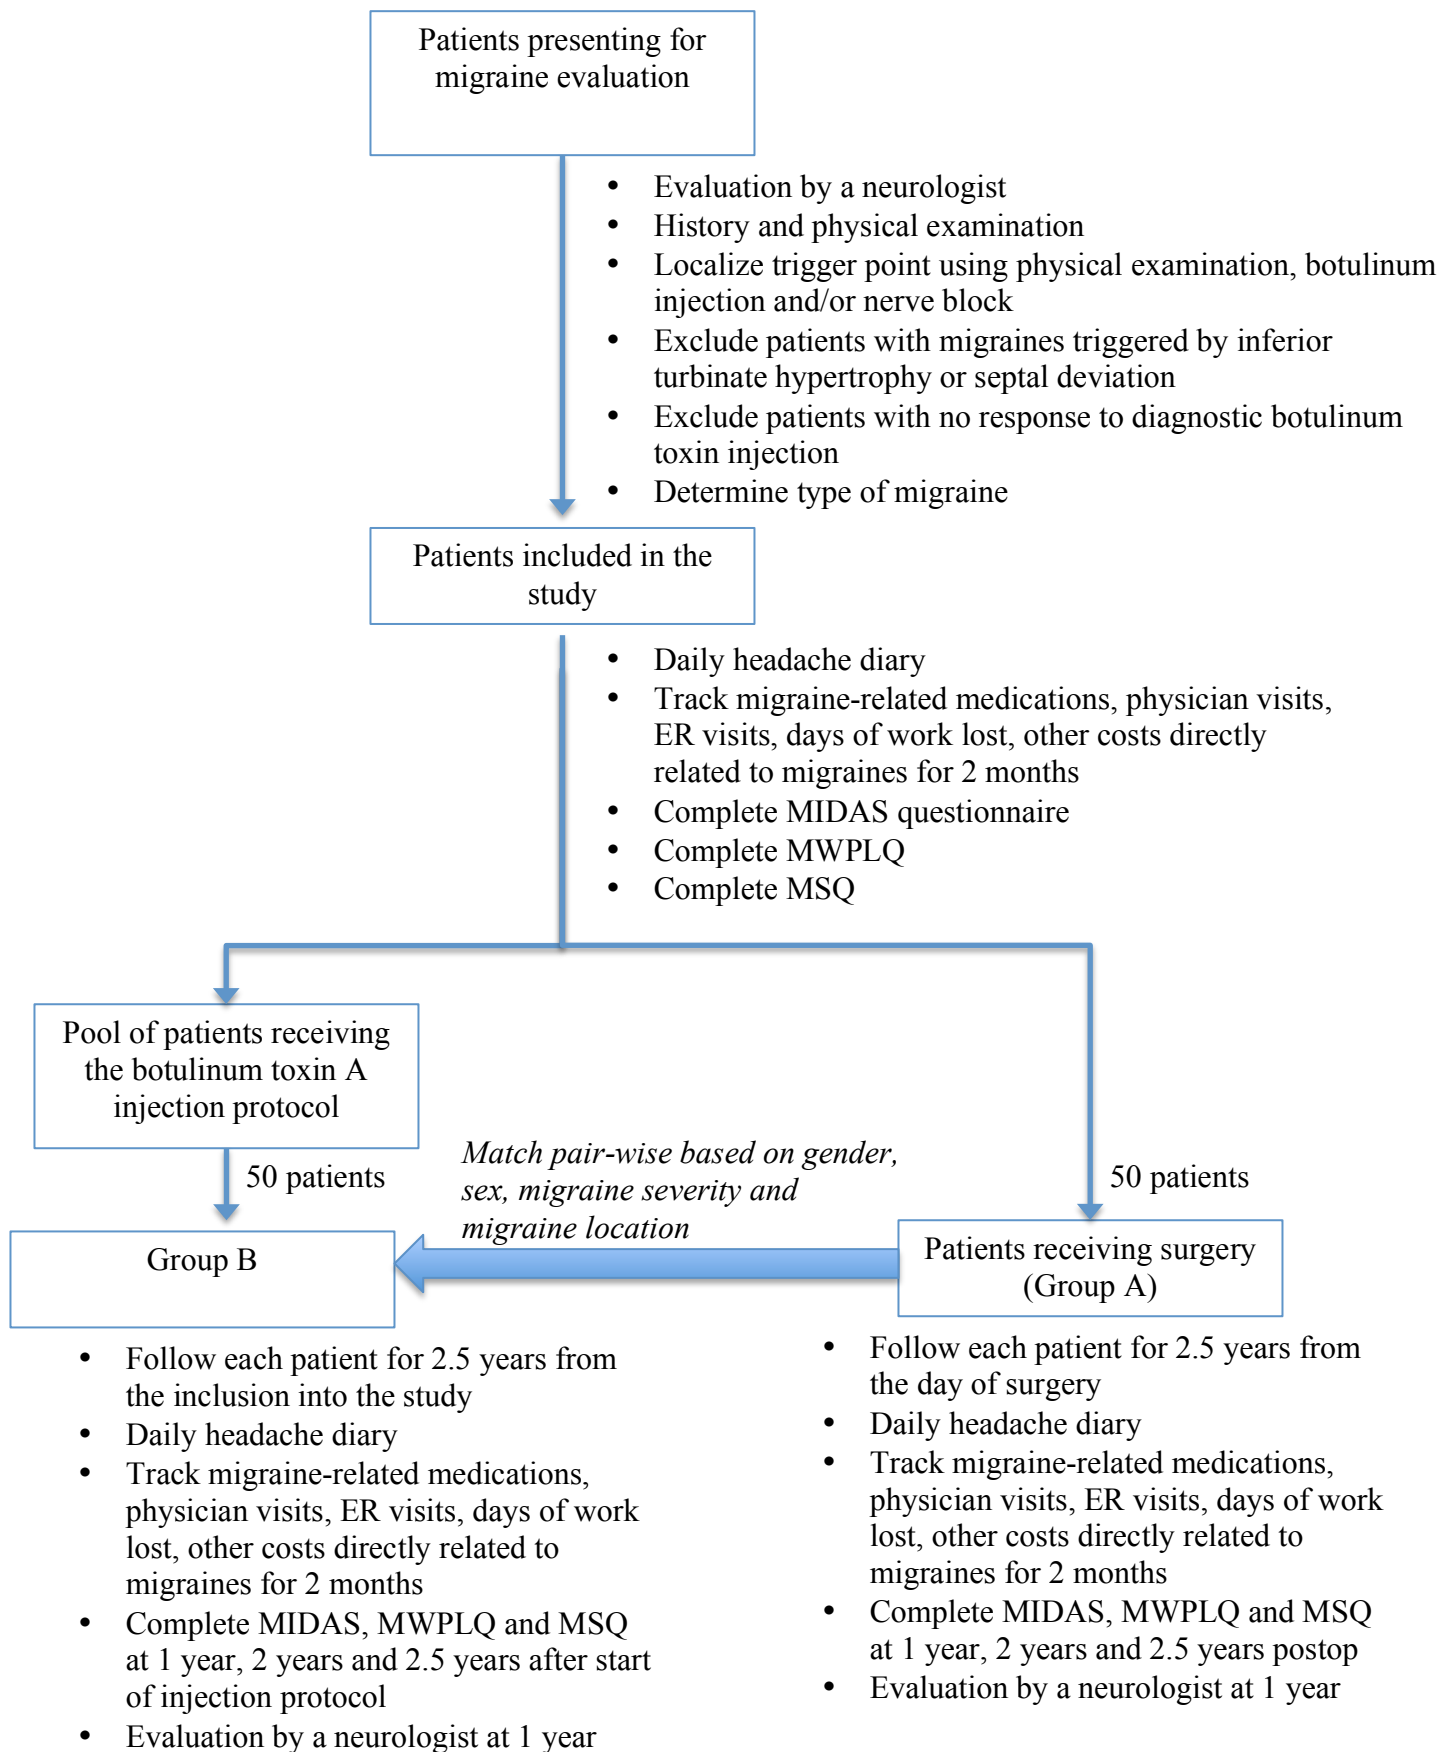 Patients presenting for
migraine evaluation
• Evaluation by a neurologist
• History and physical examination
• Localize trigger point using physical examination, botulinum
injection and/or nerve block
• Exclude patients with migraines triggered by inferior
turbinate hypertrophy or septal deviation
• Exclude patients with no response to diagnostic botulinum
toxin injection
• Determine type of migraine
Patients included in the
study
• Daily headache diary
• Track migraine-related medications, physician visits,
ER visits, days of work lost, other costs directly
related to migraines for 2 months
• Complete MIDAS questionnaire
• Complete MWPLQ
• Complete MSQ
Pool of patients receiving
the botulinum toxin A
injection protocol
50 patients
Match pair-wise based on gender,
sex, migraine severity and
migraine location
50 patients
Group B
Patients receiving surgery
(Group A)
• Follow each patient for 2.5 years from
the inclusion into the study
• Daily headache diary
• Track migraine-related medications,
physician visits, ER visits, days of work
lost, other costs directly related to
migraines for 2 months
• Complete MIDAS, MWPLQ and MSQ
at 1 year, 2 years and 2.5 years after start
of injection protocol
• Evaluation by a neurologist at 1 year
• Follow each patient for 2.5 years from
the day of surgery
• Daily headache diary
• Track migraine-related medications,
physician visits, ER visits, days of work
lost, other costs directly related to
migraines for 2 months
• Complete MIDAS, MWPLQ and MSQ
at 1 year, 2 years and 2.5 years postop
• Evaluation by a neurologist at 1 year